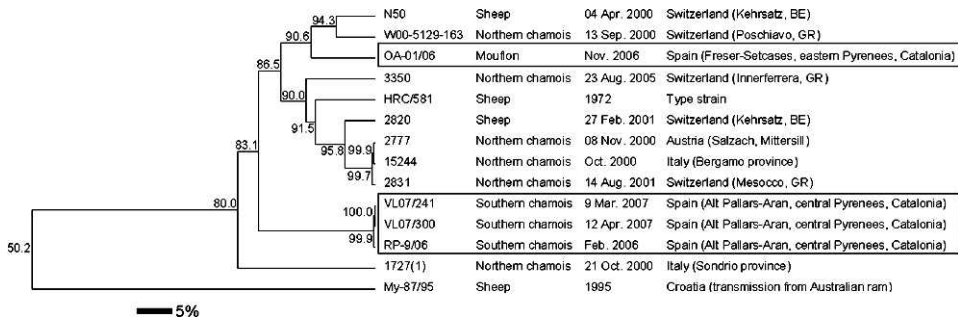 94.3 N50 Sheep 04 Apr. 2000 Switzerland (Kehrsatz, BE)
90.6 W00-5129-163 Northern chamois 13 Sep. 2000 Switzerland (Poschiavo, GR)
OA-01/06 Mouflon Nov. 2006 Spain (Freser-Setcases, eastern Pyrenees, Catalonia)
86.5 3350 Northern chamois 23 Aug. 2005 Switzerland (Innerferrera, GR)
90.0 HRC/581 Sheep 1972 Type strain
91.5 2820 Sheep 27 Feb. 2001 Switzerland (Kehrsatz, BE)
83.1 95.8 99.9 2777 Northern chamois 08 Nov. 2000 Austria (Salzach, Mittersill)
15244 Northern chamois Oct. 2000 Italy (Bergamo province)
99.7 2831 Northern chamois 14 Aug. 2001 Switzerland (Mesocco, GR)
80.0 100.0 VL07/241 Southern chamois 9 Mar. 2007 Spain (Alt Pallars-Aran, central Pyrenees, Catalonia)
VL07/300 Southern chamois 12 Apr. 2007 Spain (Alt Pallars-Aran, central Pyrenees, Catalonia)
50.2 99.9 RP-9/06 Southern chamois Feb. 2006 Spain (Alt Pallars-Aran, central Pyrenees, Catalonia)
1727(1) Northern chamois 21 Oct. 2000 Italy (Sondrio province)
My-87/95 Sheep 1995 Croatia (transmission from Australian ram)
5%